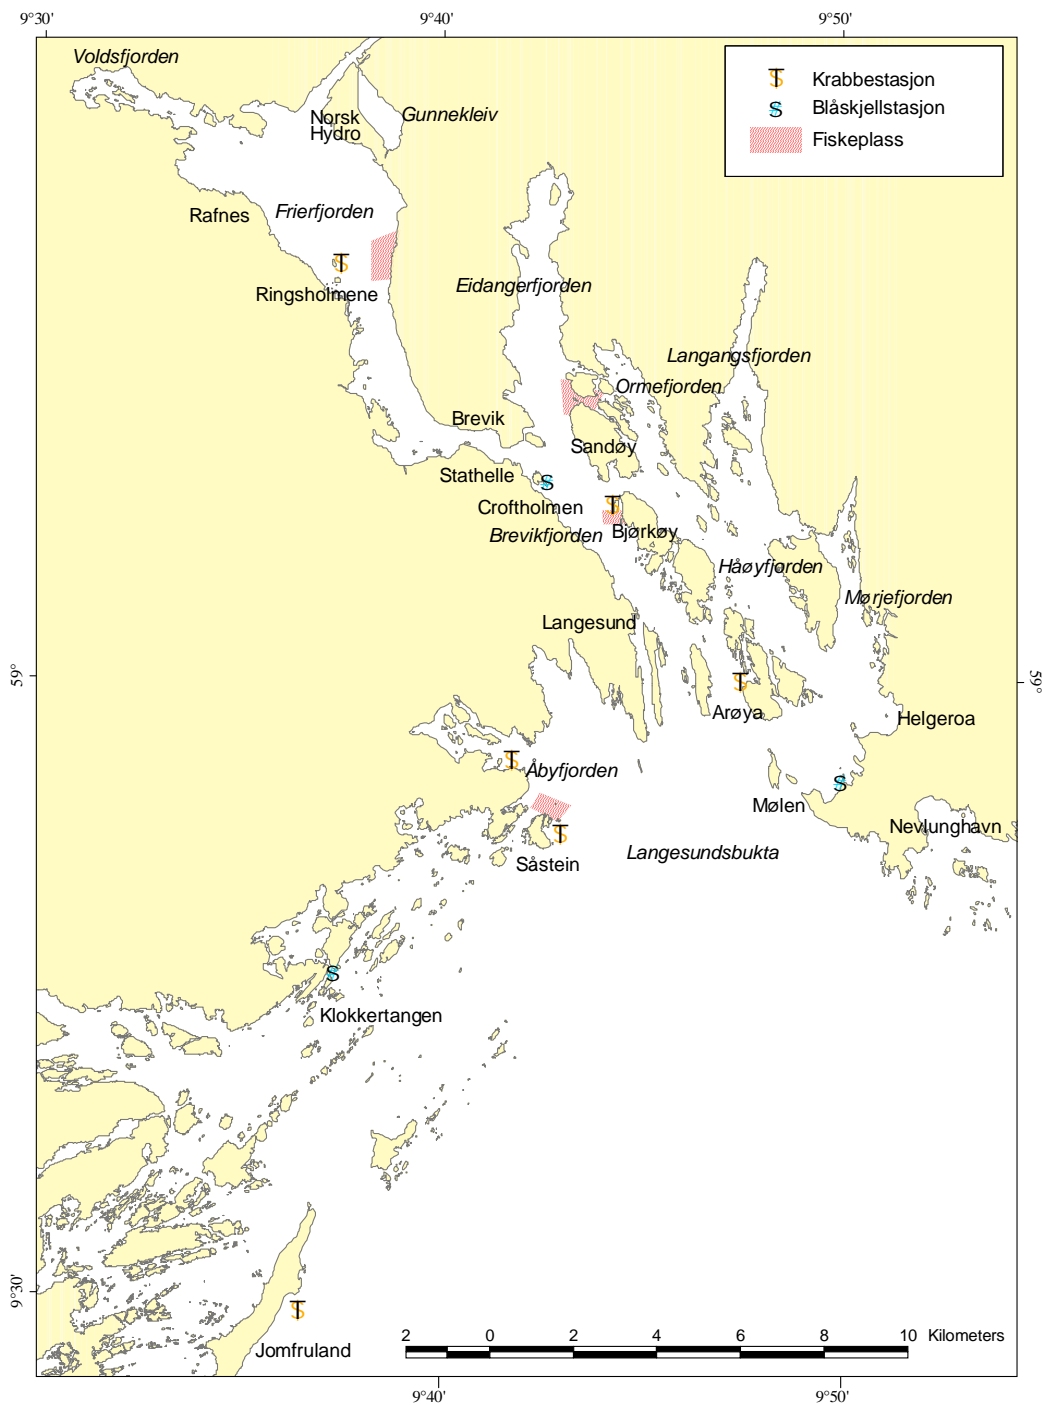 9°30'
9°40'
9°50'
Voldsfjorden
Krabbestasjon
Blåskjellstasjon
Fiskeplass
Norsk
Hydro
Gunnekleiv
Rafnes
Frierfjorden
Ringsholmene
Eidangerfjorden
Langangsfjorden
Ormefjorden
Brevik
Sandøy
Stathelle
Croftholmen
Brevikfjorden
Bjørkøy
Håøyfjorden
Mørjefjorden
Langesund
59°
59°
Arøya
Helgeroa
Åbyfjorden
Mølen
Nevlunghavn
Såstein
Langesundsbukta
Klokkertangen
9°30'
Jomfruland
2 0 2 4 6 8 10 Kilometers
9°40'
9°50'